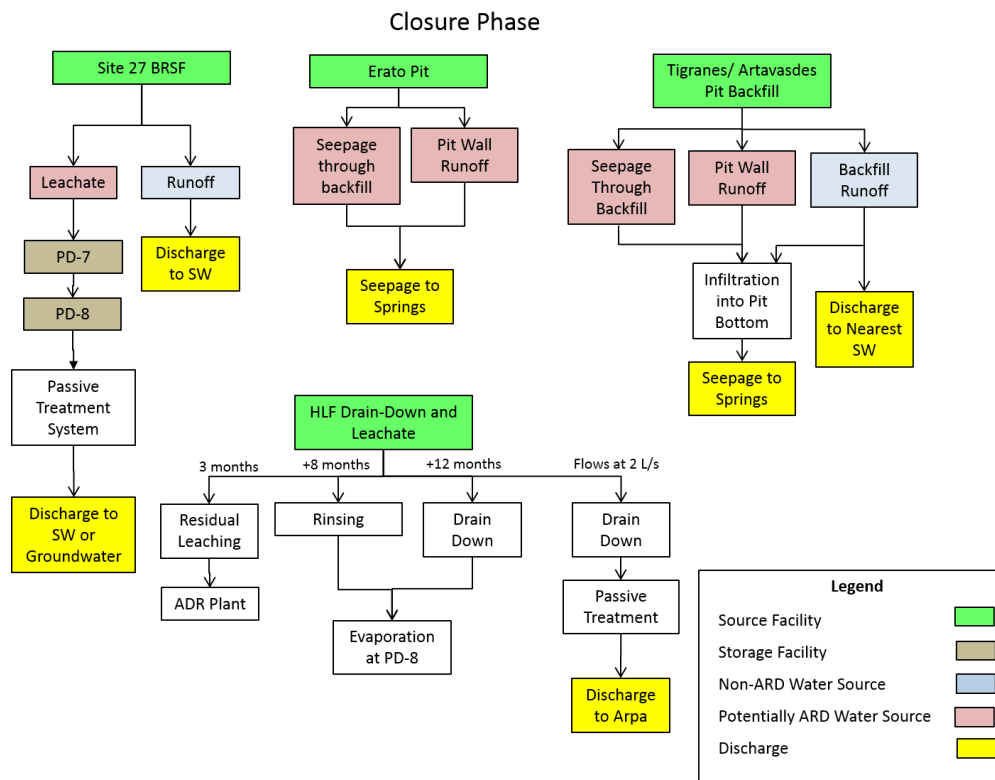 Closure Phase
Site 27 BRSF
Leachate
Runoff
PD-7
Discharge
to SW
PD-8
Passive
Treatment
System
Discharge to
SW or
Groundwater
Erato Pit
Seepage
through
backfill
Pit Wall
Runoff
Seepage to
Springs
Tigranes/ Artavasdes
Pit Backfill
Seepage
Through
Backfill
Pit Wall
Runoff
Backfill
Runoff
Infiltration
into Pit
Bottom
Discharge
to Nearest
SW
Seepage to
Springs
HLF Drain-Down and
Leachate
3 months
+8 months
+12 months
Flows at 2 L/s
Residual
Leaching
Rinsing
Drain
Down
Drain
Down
ADR Plant
Evaporation
at PD-8
Passive
Treatment
Discharge
to Arpa
Legend
Source Facility
Storage Facility
Non-ARD Water Source
Potentially ARD Water Source
Discharge